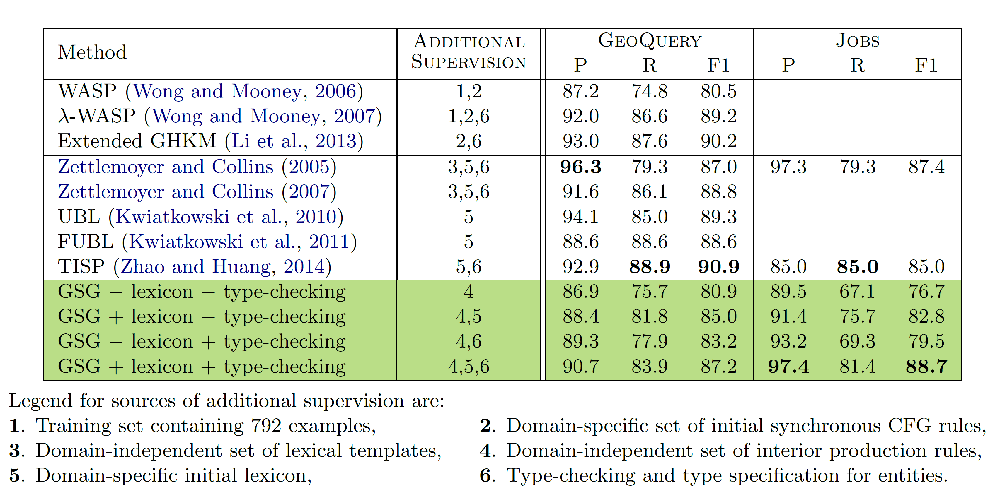 Method ADDITIONAL SUPERVISION GEOQUERY JOBS
P R F1 P R F1
WASP (Wong and Mooney, 2006) 1,2 87.2 74.8 80.5
λ-WASP (Wong and Mooney, 2007) 1,2,6 92.0 86.6 89.2
Extended GHKM (Li et al., 2013) 2,6 93.0 87.6 90.2
Zettlemoyer and Collins (2005) 3,5,6 96.3 79.3 87.0 97.3 79.3 87.4
Zettlemoyer and Collins (2007) 3,5,6 91.6 86.1 88.8
UBL (Kwiatkowski et al., 2010) 5 94.1 85.0 89.3
FUBL (Kwiatkowski et al., 2011) 5 88.6 88.6 88.6
TISP (Zhao and Huang, 2014) 5,6 92.9 88.9 90.9 85.0 85.0 85.0
GSG − lexicon − type-checking 4 86.9 75.7 80.9 89.5 67.1 76.7
GSG + lexicon − type-checking 4,5 88.4 81.8 85.0 91.4 75.7 82.8
GSG − lexicon + type-checking 4,6 89.3 77.9 83.2 93.2 69.3 79.5
GSG + lexicon + type-checking 4,5,6 90.7 83.9 87.2 97.4 81.4 88.7
Legend for sources of additional supervision are:
1. Training set containing 792 examples, 2. Domain-specific set of initial synchronous CFG rules,
3. Domain-independent set of lexical templates, 4. Domain-independent set of interior production rules,
5. Domain-specific initial lexicon, 6. Type-checking and type specification for entities.